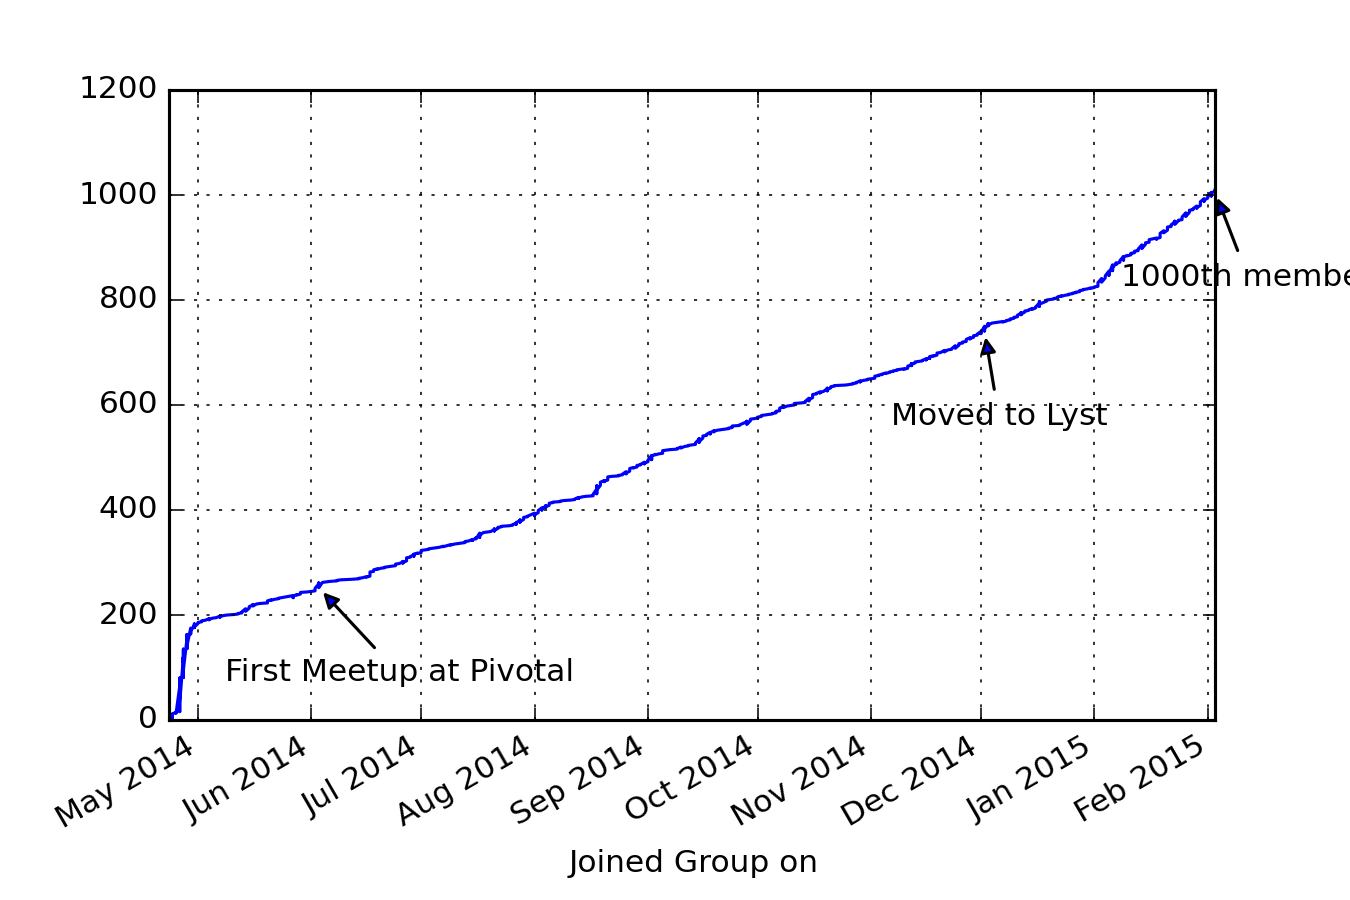 1200
1000
800
600
400
200
0
1000th membe
Moved to Lyst
First Meetup at Pivotal
May 2014
Jun 2014
Jul 2014
Aug 2014
Sep 2014
Oct 2014
Nov 2014
Dec 2014
Jan 2015
Feb 2015
Joined Group on